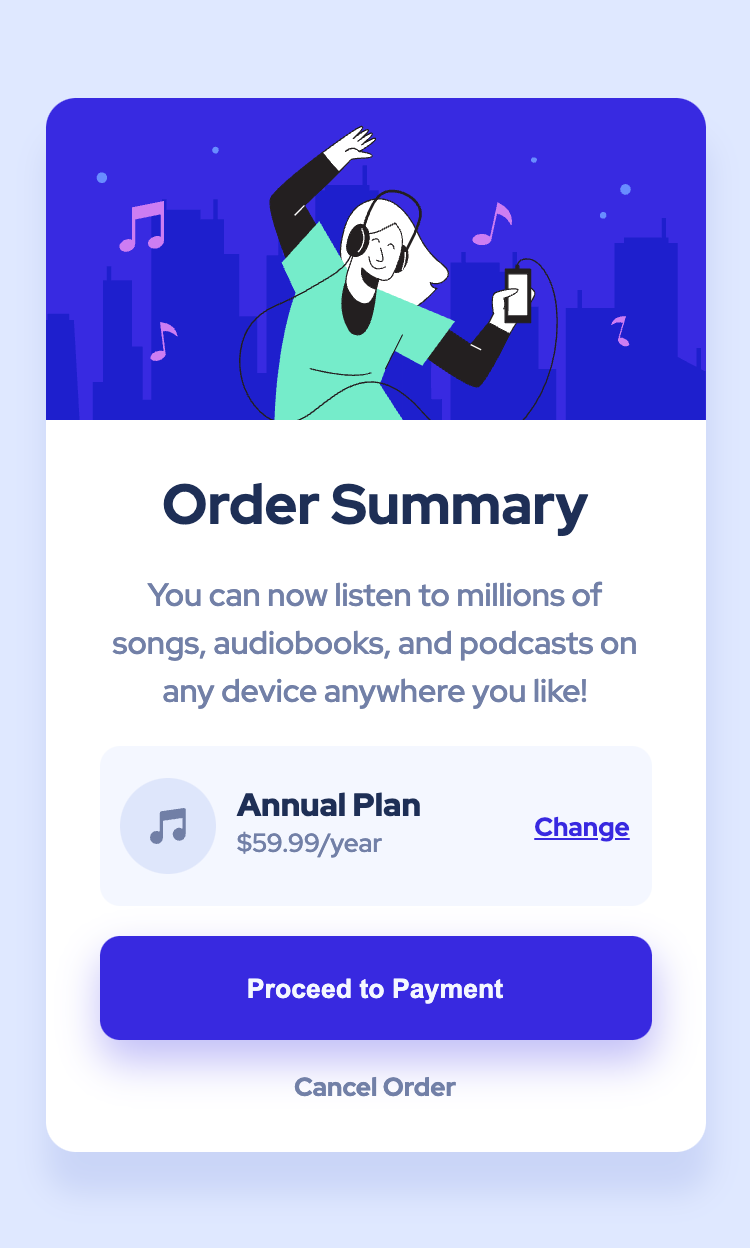 Order Summary
You can now listen to millions of
songs, audiobooks, and podcasts on
any device anywhere you like!
Annual Plan
$59.99/year
Change
Proceed to Payment
Cancel Order